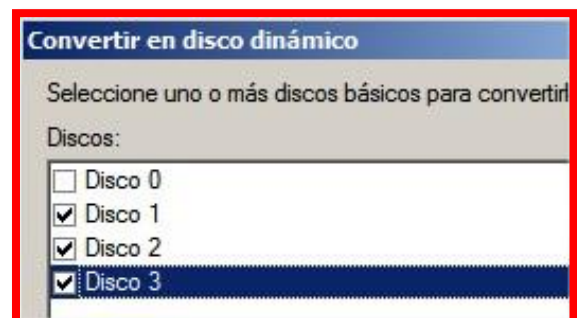 Convertir en disco dinámico
Seleccione uno o más discos básicos para
Discos:
Disco 0
Disco 1
Disco 2
Disco 3